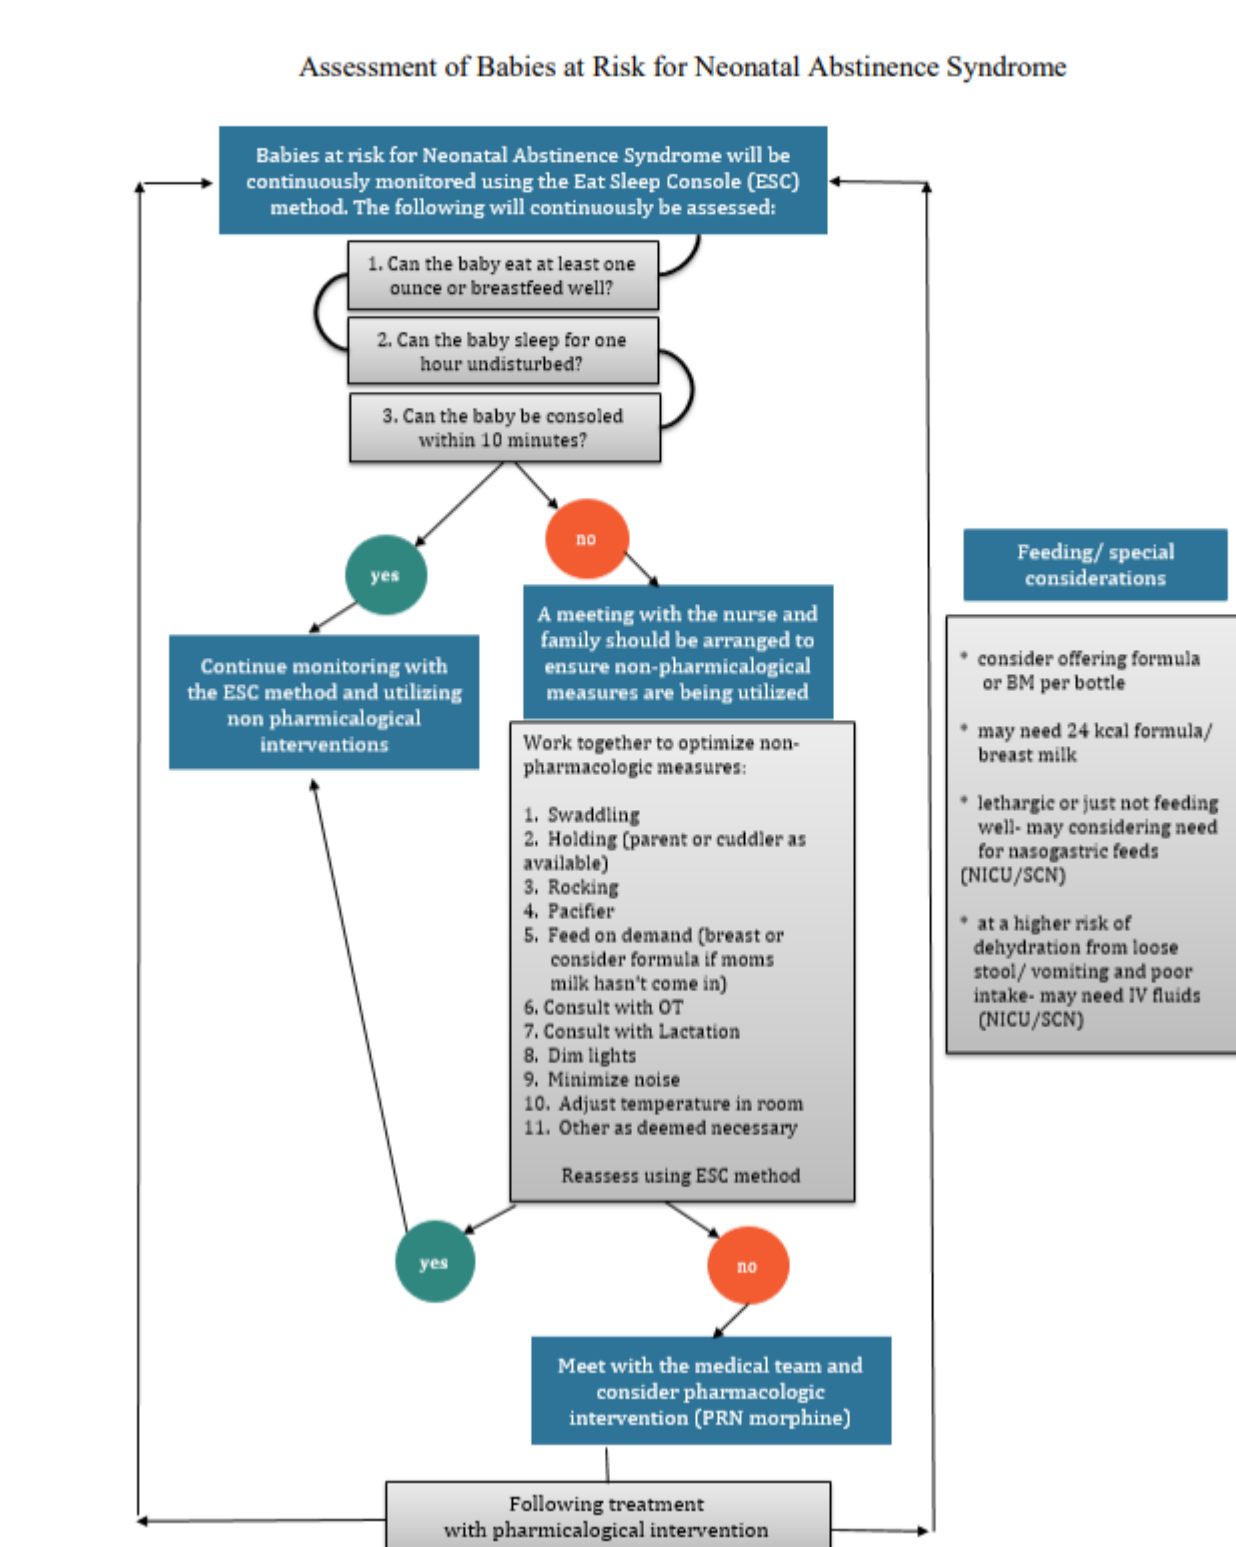 Assessment of Babies at Risk for Neonatal Abstinence Syndrome
Babies at risk for Neonatal Abstinence Syndrome will be
continuously monitored using the Eat Sleep Console (ESC)
method. The following will continuously be assessed:
1. Can the baby eat at least one
ounce or breastfeed well?
2. Can the baby sleep for one
hour undisturbed?
3. Can the baby be consoled
within 10 minutes?
yes
no
Continue monitoring with
the ESC method and utilizing
non pharmicalogical
interventions
A meeting with the nurse and
family should be arranged to
ensure non-pharmicalogical
measures are being utilized
Work together to optimize non-
pharmacologic measures:
1. Swaddling
2. Holding (parent or cuddler as
available)
3. Rocking
4. Pacifier
5. Feed on demand (breast or
consider formula if moms
milk hasn't come in)
6. Consult with OT
7. Consult with Lactation
8. Dim lights
9. Minimize noise
10. Adjust temperature in room
11. Other as deemed necessary
Reassess using ESC method
yes
no
Meet with the medical team and
consider pharmacologic
intervention (PRN morphine)
Following treatment
with pharmicalogical intervention
Feeding/ special
considerations
* consider offering formula
or BM per bottle
* may need 24 kcal formula/
breast milk
* lethargic or just not feeding
well- may considering need
for nasogastric feeds
(NICU/SCN)
* at a higher risk of
dehydration from loose
stool/ vomiting and poor
intake- may need IV fluids
(NICU/SCN)